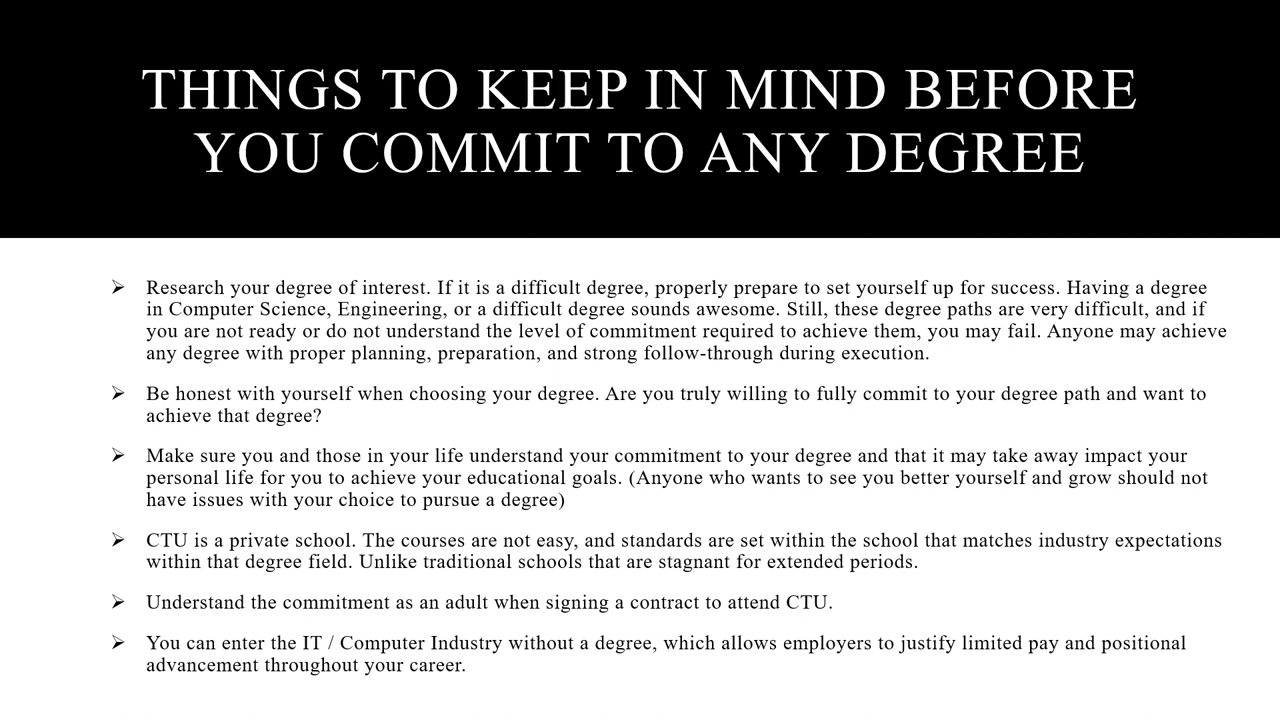 THINGS TO KEEP IN MIND BEFORE
YOU COMMIT TO ANY DEGREE
➢ Research your degree of interest. If it is a difficult degree, properly prepare to set yourself up for success. Having a degree
in Computer Science, Engineering, or a difficult degree sounds awesome. Still, these degree paths are very difficult, and if
you are not ready or do not understand the level of commitment required to achieve them, you may fail. Anyone may achieve
any degree with proper planning, preparation, and strong follow-through during execution.
➢ Be honest with yourself when choosing your degree. Are you truly willing to fully commit to your degree path and want to
achieve that degree?
➢ Make sure you and those in your life understand your commitment to your degree and that it may take away impact your
personal life for you to achieve your educational goals. (Anyone who wants to see you better yourself and grow should not
have issues with your choice to pursue a degree)
➢ CTU is a private school. The courses are not easy, and standards are set within the school that matches industry expectations
within that degree field. Unlike traditional schools that are stagnant for extended periods.
➢ Understand the commitment as an adult when signing a contract to attend CTU.
➢ You can enter the IT / Computer Industry without a degree, which allows employers to justify limited pay and positional
advancement throughout your career.